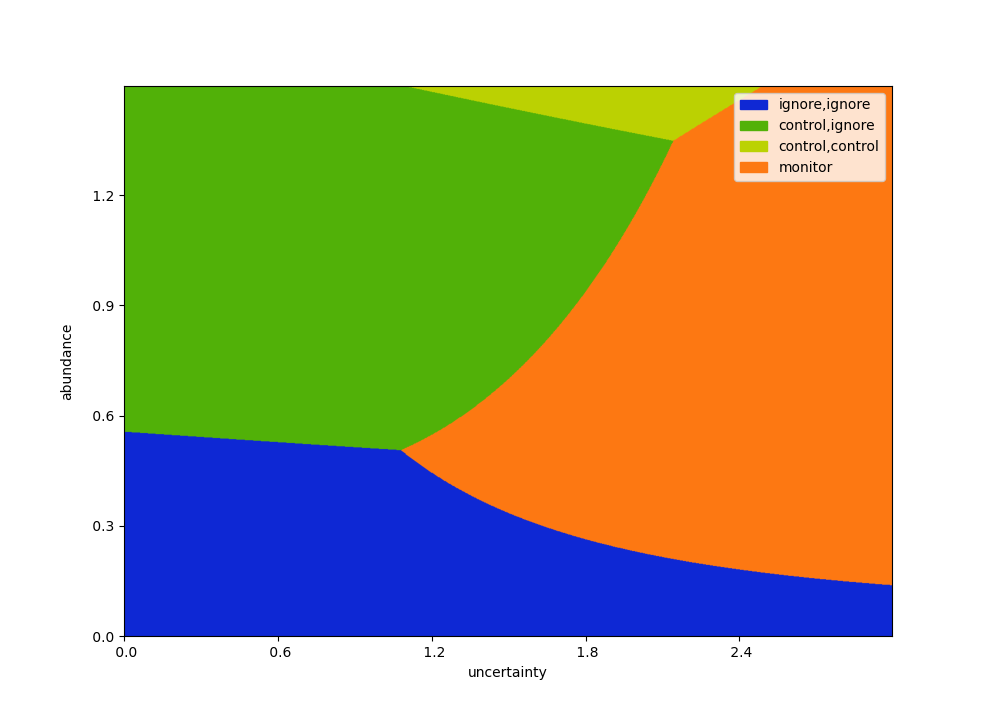 ignore,ignore
control,ignore
control,control
monitor
1.2
0.9
abundance
0.6
0.3
0.0
0.0 0.6 1.2 1.8 2.4
uncertainty